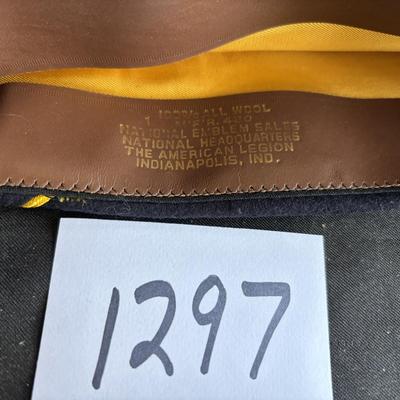 100% ALL WOOL
NATIONAL EMBLEM SALES
NATIONAL HEADQUARTERS
THE AMERICAN LEGION
INDIANAPOLIS, IND.
1297